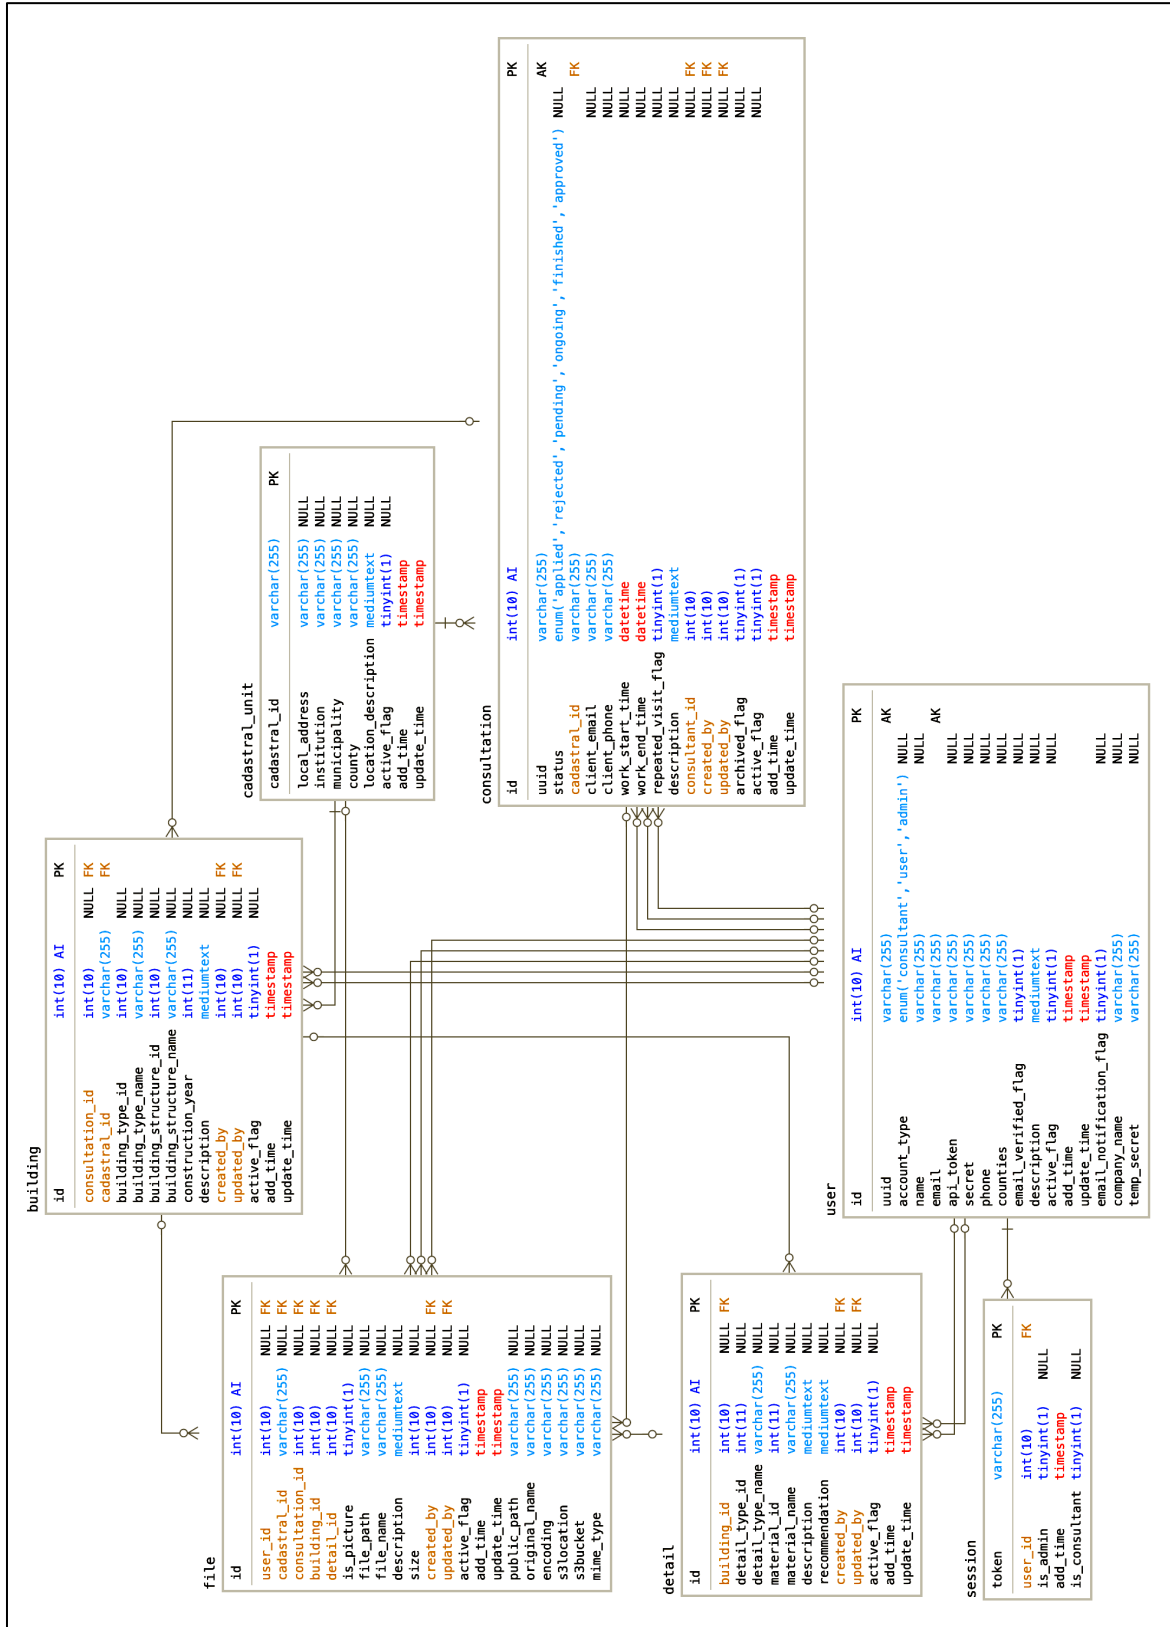 building
id int(10) AI PK
consultation_id int(10) NULL FK
cadastral_id varchar(255) FK
building_type_id int(10) NULL
building_type_name varchar(255) NULL
building_structure_id int(10) NULL
building_structure_name varchar(255) NULL
construction_year int(11) NULL
description mediumtext NULL
created_by int(10) NULL FK
updated_by int(10) NULL FK
active_flag tinyint(1) NULL
add_time timestamp
update_time timestamp
file
id int(10) AI PK
user_id int(10) NULL FK
cadastral_id varchar(255) NULL FK
consultation_id int(10) NULL FK
building_id int(10) NULL FK
detail_id int(10) NULL FK
is_picture tinyint(1) NULL
file_path varchar(255) NULL
file_name varchar(255) NULL
description mediumtext NULL
size int(10) NULL
created_by int(10) NULL FK
updated_by int(10) NULL FK
active_flag tinyint(1) NULL
add_time timestamp
update_time timestamp
public_path varchar(255) NULL
original_name varchar(255) NULL
encoding varchar(255) NULL
s3location varchar(255) NULL
s3bucket varchar(255) NULL
mime_type varchar(255) NULL
cadastral_unit
cadastral_id varchar(255) PK
local_address varchar(255) NULL
institution varchar(255) NULL
municipality varchar(255) NULL
county varchar(255) NULL
location_description mediumtext NULL
active_flag tinyint(1) NULL
add_time timestamp
update_time timestamp
consultation
id int(10) AI PK
uuid varchar(255) AK
status enum('applied','rejected','pending','ongoing','finished','approved') NULL
cadastral_id varchar(255) FK
client_email varchar(255) NULL
client_phone varchar(255) NULL
work_start_time datetime NULL
work_end_time datetime NULL
repeated_visit_flag tinyint(1) NULL
description mediumtext NULL
consultant_id int(10) NULL FK
created_by int(10) NULL FK
updated_by int(10) NULL FK
archived_flag tinyint(1) NULL
active_flag tinyint(1) NULL
add_time timestamp
update_time timestamp
detail
id int(10) AI PK
building_id int(10) NULL FK
detail_type_id int(11) NULL
detail_type_name varchar(255) NULL
material_id int(11) NULL
material_name varchar(255) NULL
description mediumtext NULL
recommendation mediumtext NULL
created_by int(10) NULL FK
updated_by int(10) NULL FK
active_flag tinyint(1) NULL
add_time timestamp
update_time timestamp
user
id int(10) AI PK
uuid varchar(255) AK
account_type enum('consultant','user','admin') NULL
name varchar(255) NULL
email varchar(255) AK
api_token varchar(255) NULL
secret varchar(255) NULL
phone varchar(255) NULL
counties varchar(255) NULL
email_verified_flag tinyint(1) NULL
description mediumtext NULL
active_flag tinyint(1) NULL
add_time timestamp
update_time timestamp
email_notification_flag tinyint(1) NULL
company_name varchar(255) NULL
temp_secret varchar(255) NULL
session
token varchar(255) PK
user_id int(10) FK
is_admin tinyint(1) NULL
add_time timestamp
is_consultant tinyint(1) NULL